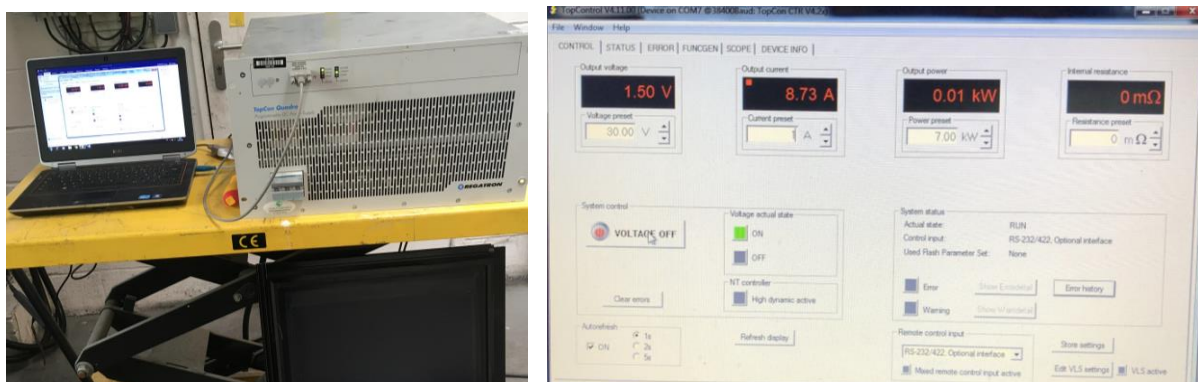 TopCon Quadro
REGATRON
CE
TopControl V4.11.00 [Device on COM7 @ 38400Baud: TopCon CTR V4.2x]
File Window Help
CONTROL STATUS ERROR FUNCGEN SCOPE DEVICE INFO
Output voltage Output current Output power Internal resistance
1.50 V 8.73 A 0.01 kW 0 mΩ
Voltage preset Current preset Power preset Resistance preset
30.00 V A 7.00 kW 0 mΩ
System control Voltage actual state System status
Actual state: RUN
VOLTAGE OFF ON Control input: RS-232/422, Optional interface
Used Flash Parameter Set: None
OFF
NT controller
Error Error history
Clear errors High dynamic active
Warning
Autorefresh Remote control input
ON 1x Refresh display Store settings
2x RS-232/422, Optional interface
5x Mixed remote control input active Edit VLS settings VLS active